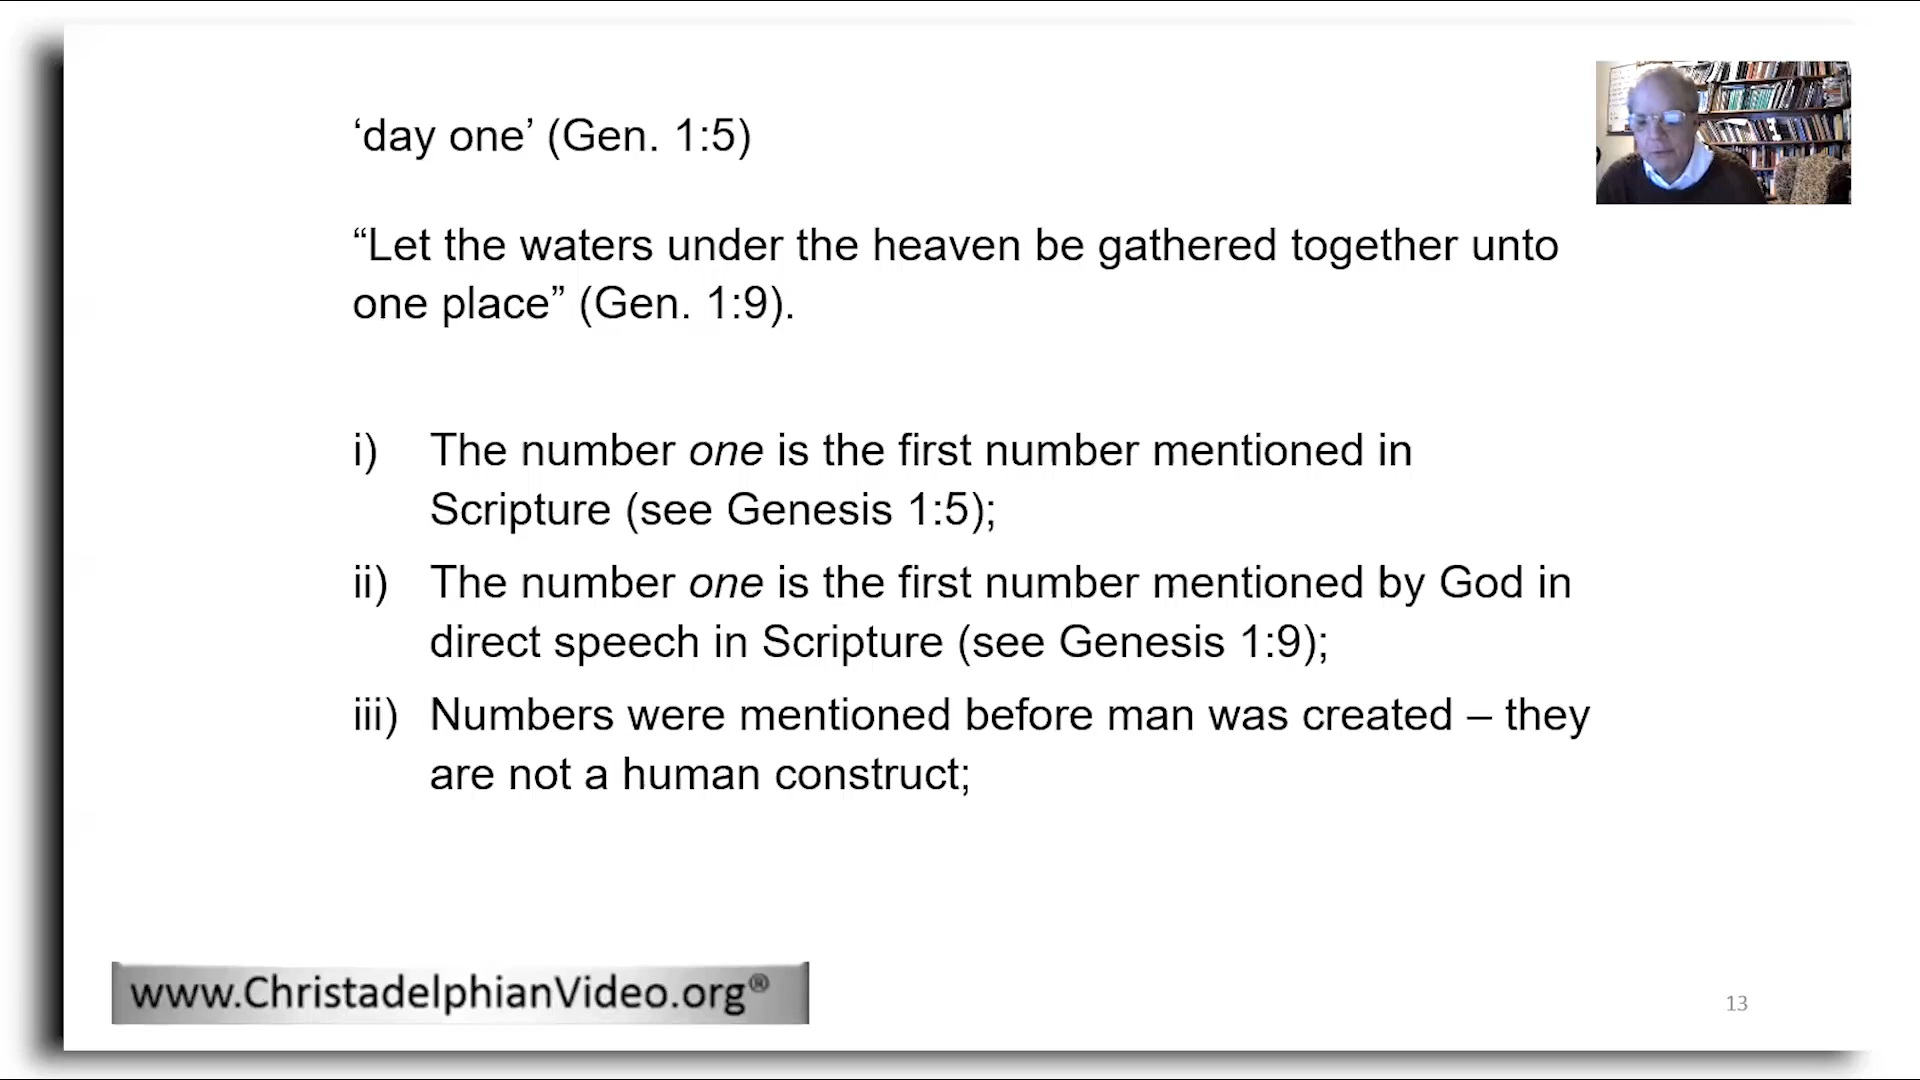 ‘day one’ (Gen. 1:5)
“Let the waters under the heaven be gathered together unto
one place” (Gen. 1:9).
i) The number one is the first number mentioned in
Scripture (see Genesis 1:5);
ii) The number one is the first number mentioned by God in
direct speech in Scripture (see Genesis 1:9);
iii) Numbers were mentioned before man was created – they
are not a human construct;
www.ChristadelphianVideo.org®
13